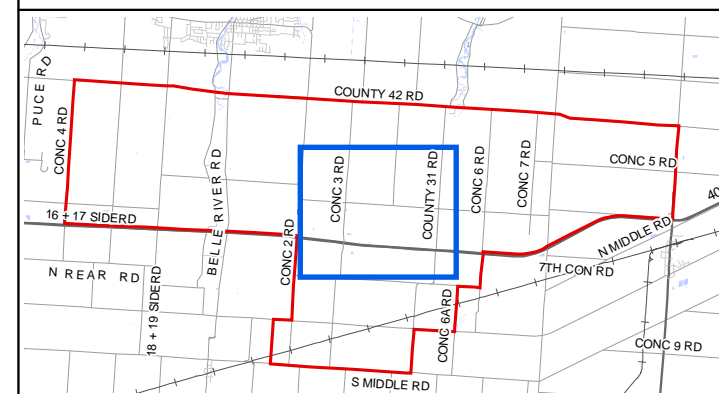 PUCE RD
COUNTY 42 RD
CONC 4 RD
CONC 3 RD
COUNTY 31 RD
CONC 6 RD
CONC 7 RD
CONC 5 RD
BELLE RIVER RD
16 + 17 SIDERD
CONC 2 RD
40
N MIDDLE RD
N REAR RD
18 + 19 SIDERD
7TH CON RD
CONC 6A RD
CONC 9 RD
S MIDDLE RD